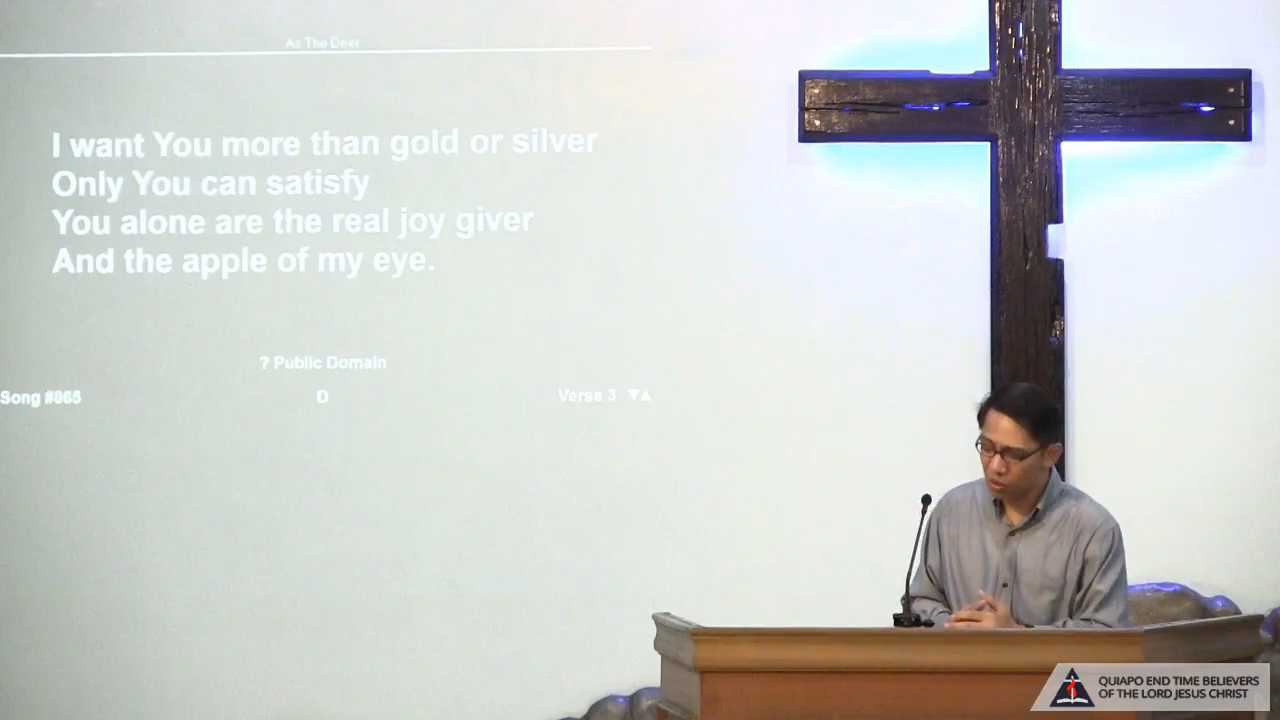 As The Deer
I want You more than gold or silver
Only You can satisfy
You alone are the real joy giver
And the apple of my eye.
? Public Domain
Song #865
D
Verse 3 ▼▲
QUIAPO END TIME BELIEVERS
OF THE LORD JESUS CHRIST